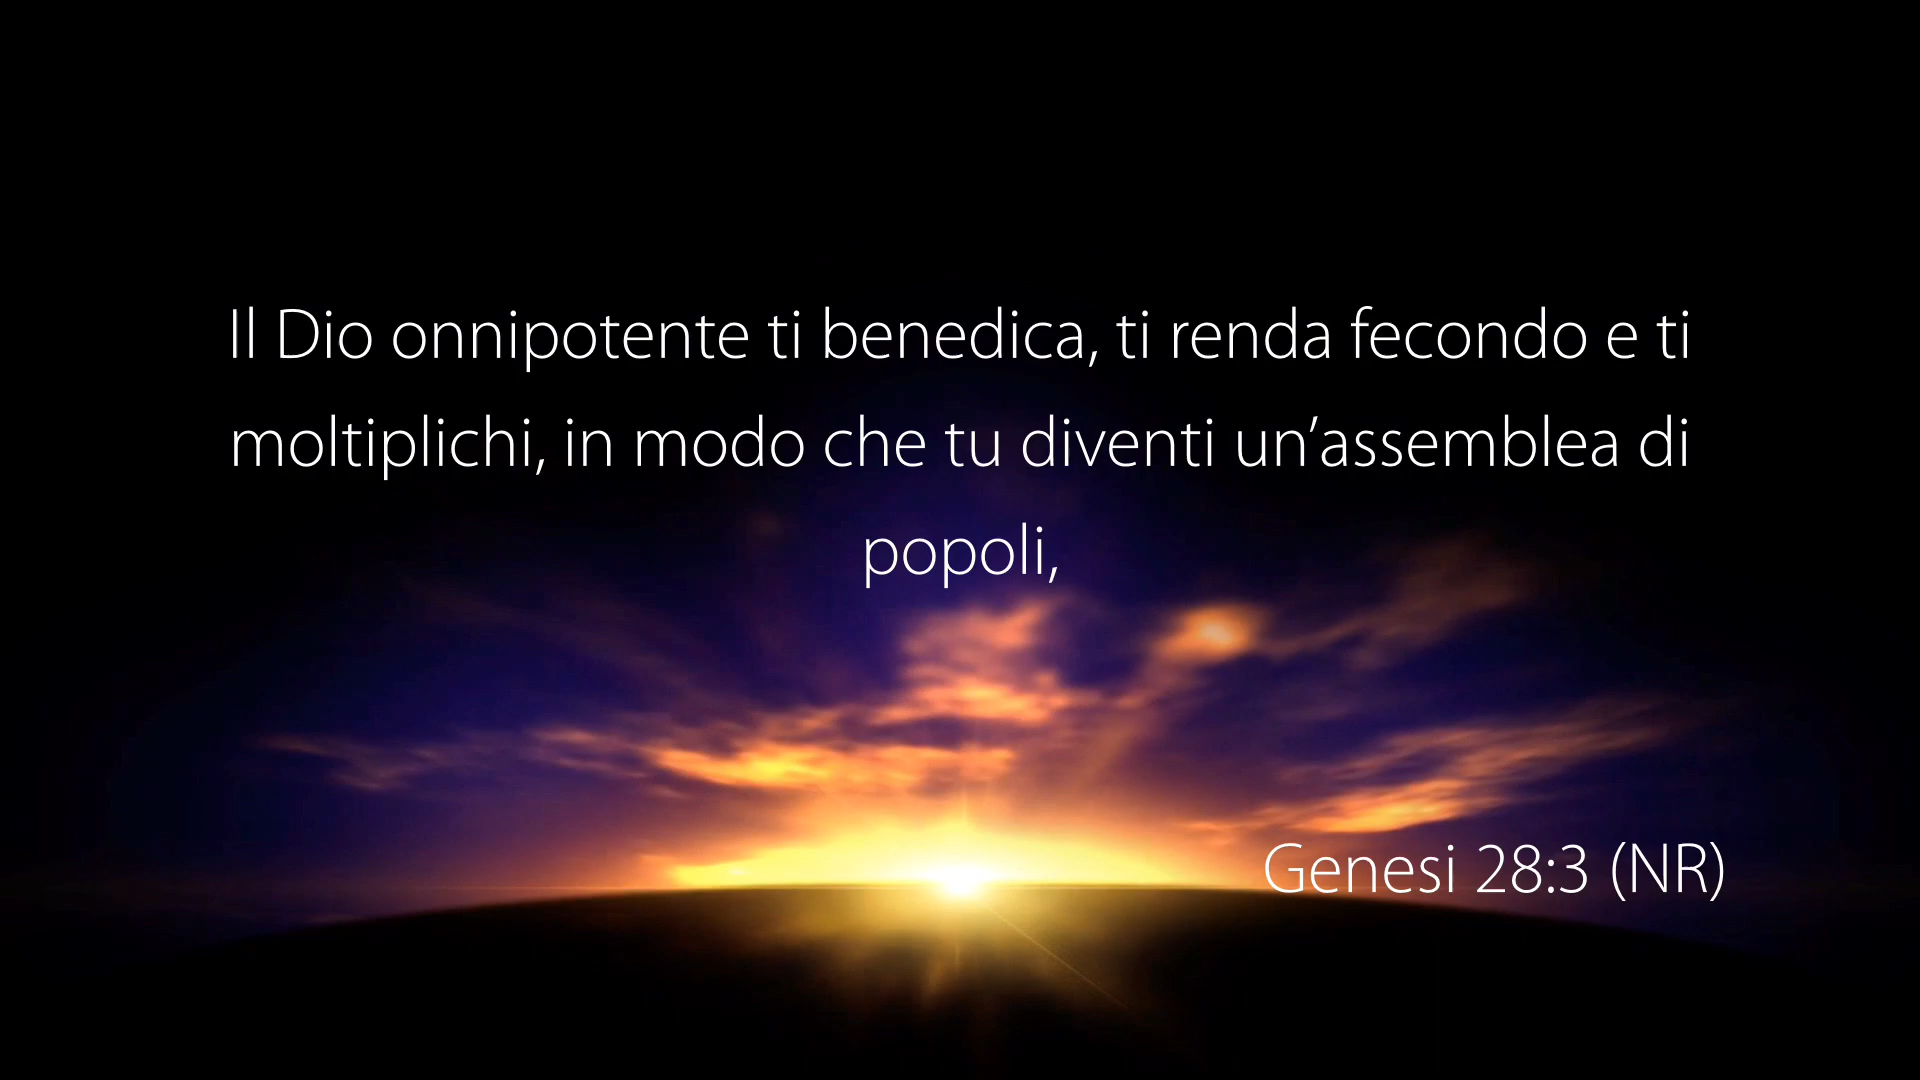 Il Dio onnipotente ti benedica, ti renda fecondo e ti
moltiplichi, in modo che tu diventi un’assemblea di
popoli,
Genesi 28:3 (NR)